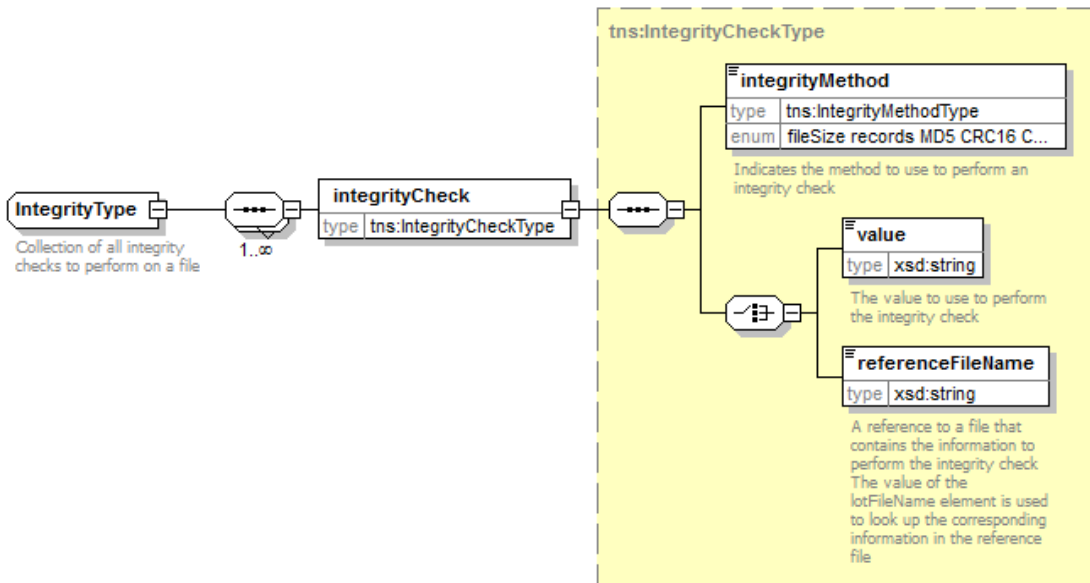 tns:IntegrityCheckType
integrityMethod
type tns:IntegrityMethodType
enum fileSize records MD5 CRC16 C...
Indicates the method to use to perform an
integrity check
IntegrityType
Collection of all integrity
checks to perform on a file
1..∞
integrityCheck
type tns:IntegrityCheckType
value
type xsd:string
The value to use to perform
the integrity check
referenceFileName
type xsd:string
A reference to a file that
contains the information to
perform the integrity check
The value of the
lotFileName element is used
to look up the corresponding
information in the reference
file